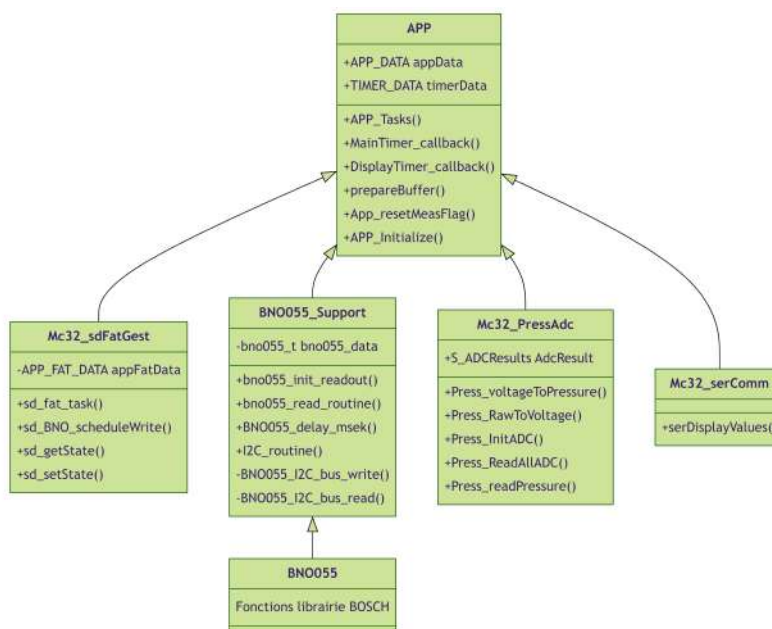 APP
+APP_DATA appData
+TIMER_DATA timerData
+APP_Tasks()
+MainTimer_callback()
+DisplayTimer_callback()
+prepareBuffer()
+App_resetMeasFlag()
+APP_Initialize()
Mc32_sdFatGest
-APP_FAT_DATA appFatData
+sd_fat_task()
+sd_BNO_scheduleWrite()
+sd_getState()
+sd_setState()
BNO055_Support
-bno055_t bno055_data
+bno055_init_readout()
+bno055_read_routine()
+BNO055_delay_msek()
+I2C_routine()
-BNO055_I2C_bus_write()
-BNO055_I2C_bus_read()
Mc32_PressAdc
+S_ADCResults AdcResult
+Press_voltageToPressure()
+Press_RawToVoltage()
+Press_InitADC()
+Press_ReadAllADC()
+Press_readPressure()
Mc32_serComm
+serDisplayValues()
BNO055
Fonctions librairie BOSCH